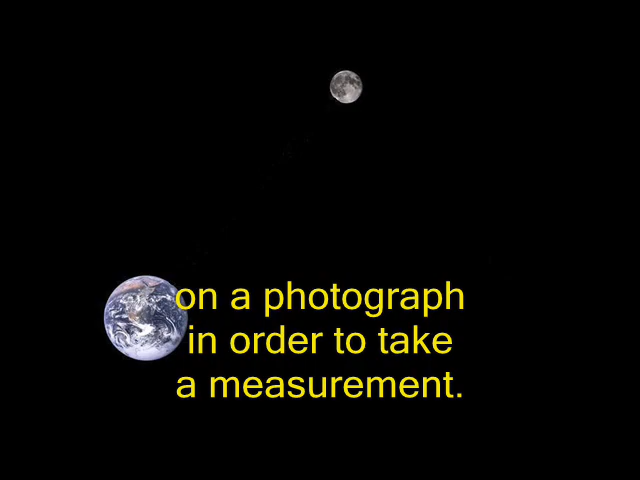 on a photograph
in order to take
a measurement.